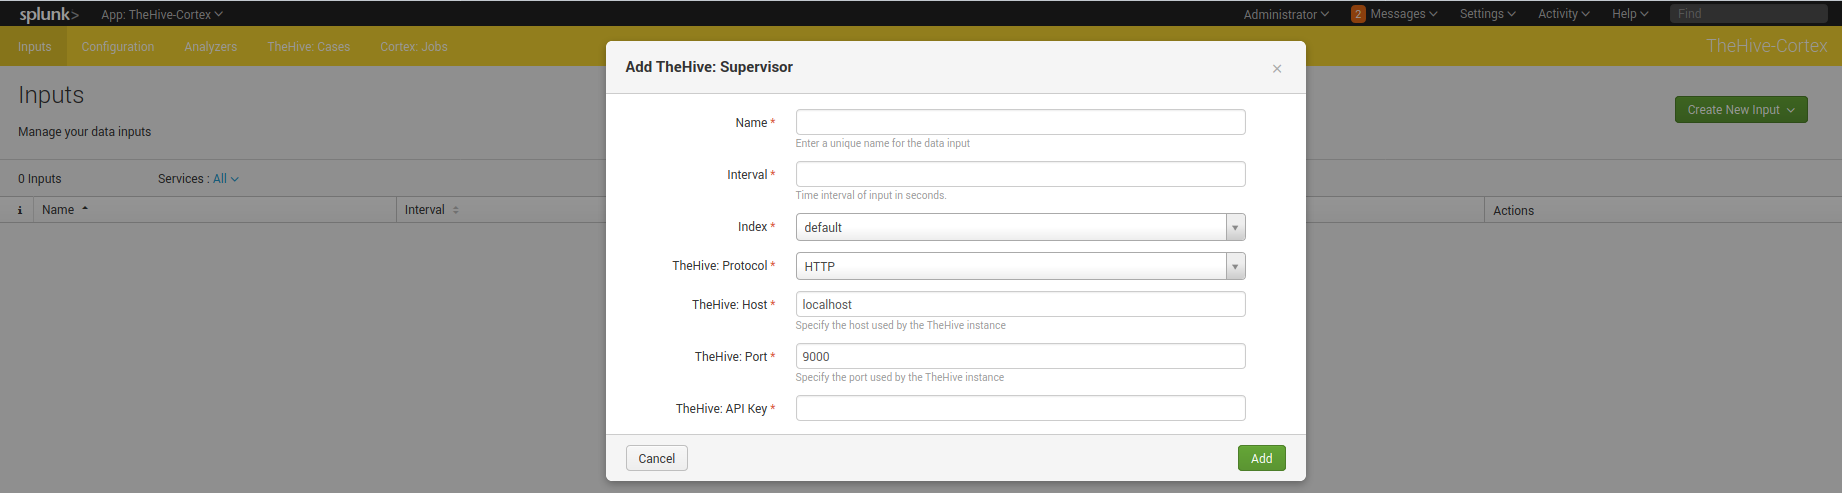 splunk> App: TheHive-Cortex Administrator 2 Messages Settings Activity Help Find
Inputs Configuration Analyzers TheHive: Cases Cortex: Jobs TheHive-Cortex
Inputs
Manage your data inputs
Create New Input
0 Inputs Services : All
i Name Interval Actions
Add TheHive: Supervisor ×
Name *
Enter a unique name for the data input
Interval *
Time interval of input in seconds.
Index * default
TheHive: Protocol * HTTP
TheHive: Host * localhost
Specify the host used by the TheHive instance
TheHive: Port * 9000
Specify the port used by the TheHive instance
TheHive: API Key *
Cancel Add